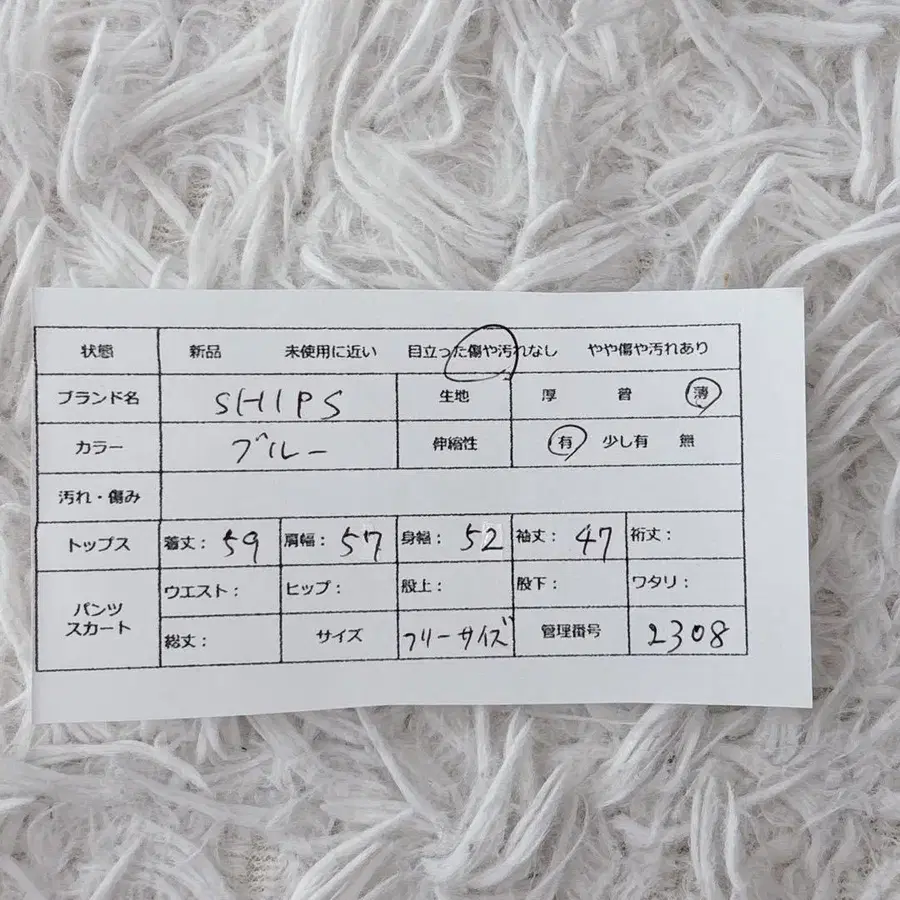 状態 新品 未使用に近い 目立った傷や汚れなし やや傷や汚れあり
ブランド名 SHIPS 生地 厚 普 薄
カラー ブルー 伸縮性 有 少し有 無
汚れ・傷み
トップス 着丈: 59 肩幅: 57 身幅: 52 袖丈: 47 裄丈:
パンツ スカート ウエスト: ヒップ: 股上: 股下: ワタリ:
総丈: サイズ フリーサイズ 管理番号 2308